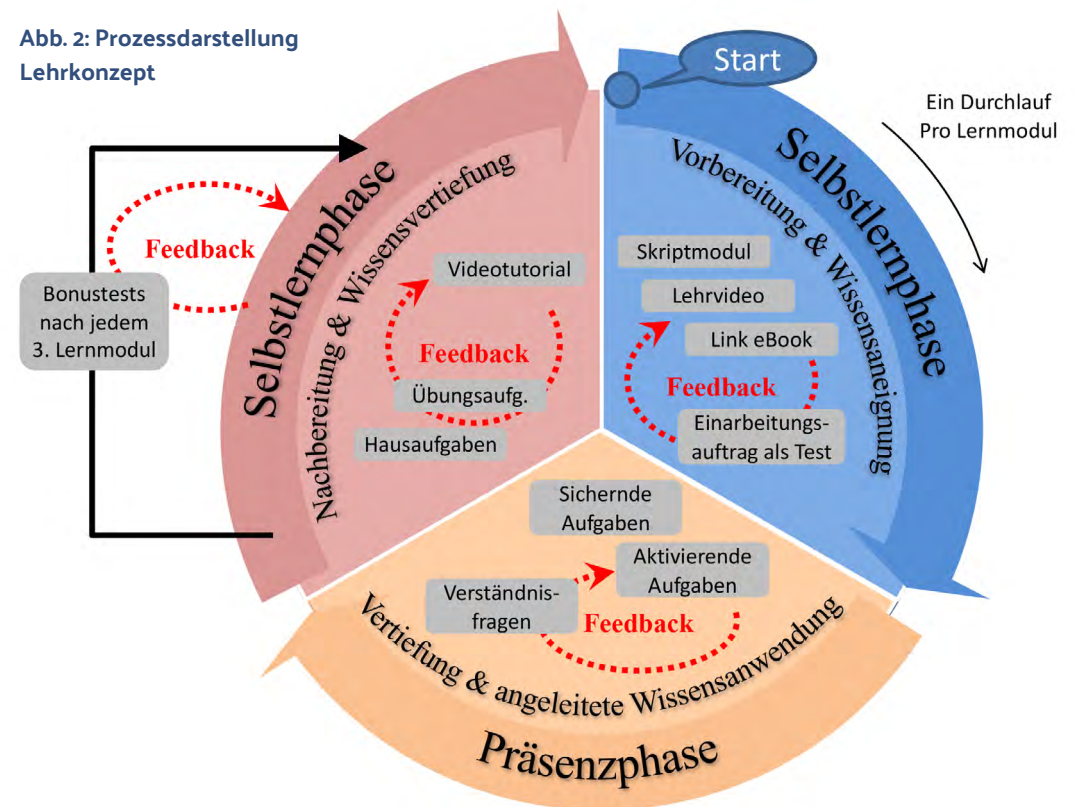 Abb. 2: Prozessdarstellung
Lehrkonzept
Start
Ein Durchlauf
Pro Lernmodul
Selbstlernphase
Vorbereitung & Wissensaneignung
Skriptmodul
Lehrvideo
Link eBook
Feedback
Einarbeitungs-
auftrag als Test
Sichernde
Aufgaben
Aktivierende
Aufgaben
Verständnis-
fragen
Feedback
Vertiefung & angeleitete Wissensanwendung
Präsenzphase
Selbstlernphase
Nachbereitung & Wissensvertiefung
Videotutorial
Feedback
Übungsaufg.
Hausaufgaben
Feedback
Bonustests
nach jedem
3. Lernmodul